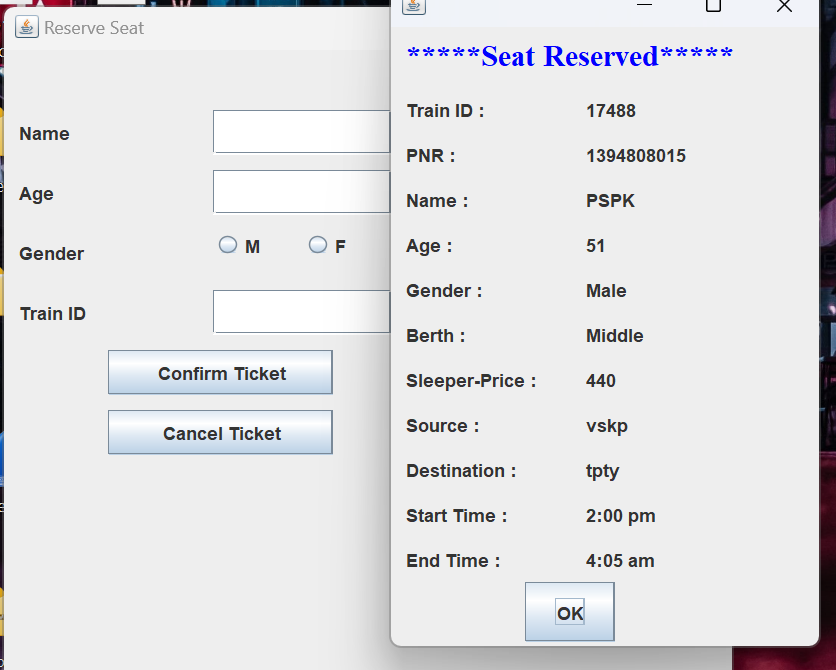 Reserve Seat
Name
Age
Gender
M F
Train ID
Confirm Ticket
Cancel Ticket
*****Seat Reserved*****
Train ID : 17488
PNR : 1394808015
Name : PSPK
Age : 51
Gender : Male
Berth : Middle
Sleeper-Price : 440
Source : vskp
Destination : tpty
Start Time : 2:00 pm
End Time : 4:05 am
OK